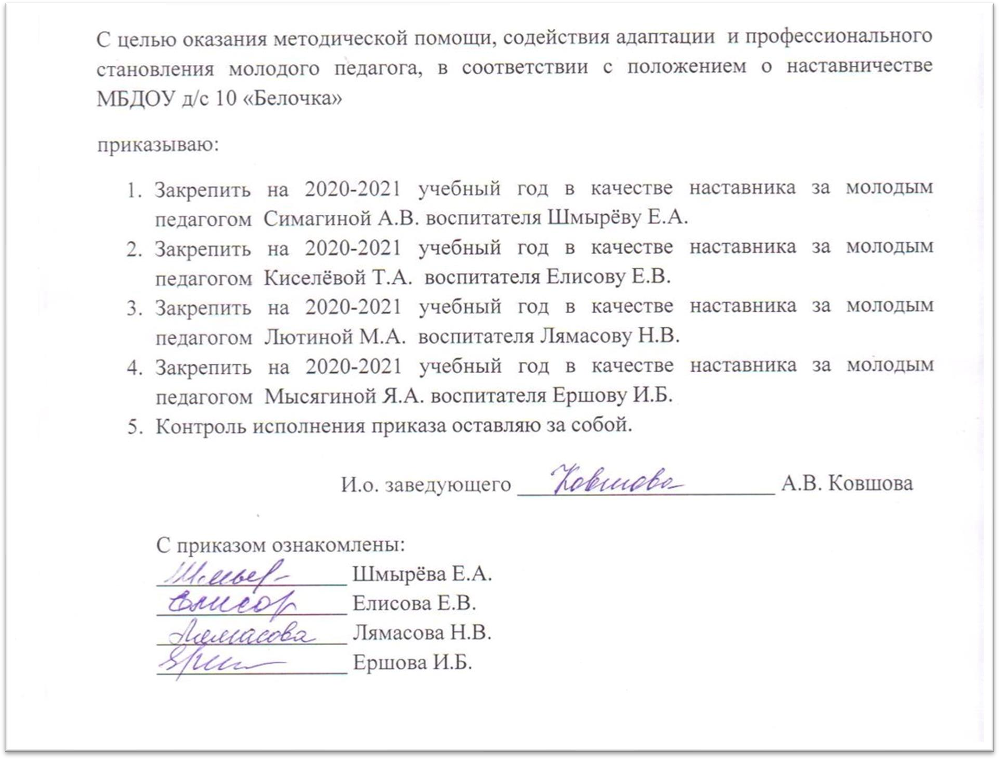 С целью оказания методической помощи, содействия адаптации и профессионального
становления молодого педагога, в соответствии с положением о наставничестве
МБДОУ д/с 10 «Белочка»
приказываю:
1. Закрепить на 2020-2021 учебный год в качестве наставника за молодым
педагогом Симагиной А.В. воспитателя Шмырёву Е.А.
2. Закрепить на 2020-2021 учебный год в качестве наставника за молодым
педагогом Киселёвой Т.А. воспитателя Елисову Е.В.
3. Закрепить на 2020-2021 учебный год в качестве наставника за молодым
педагогом Лютиной М.А. воспитателя Лямасову Н.В.
4. Закрепить на 2020-2021 учебный год в качестве наставника за молодым
педагогом Мысягиной Я.А. воспитателя Ершову И.Б.
5. Контроль исполнения приказа оставляю за собой.
И.о. заведующего Ковшова А.В. Ковшова
С приказом ознакомлены:
Шмырёва Е.А.
Елисова Е.В.
Лямасова Лямасова Н.В.
Ершова И.Б.